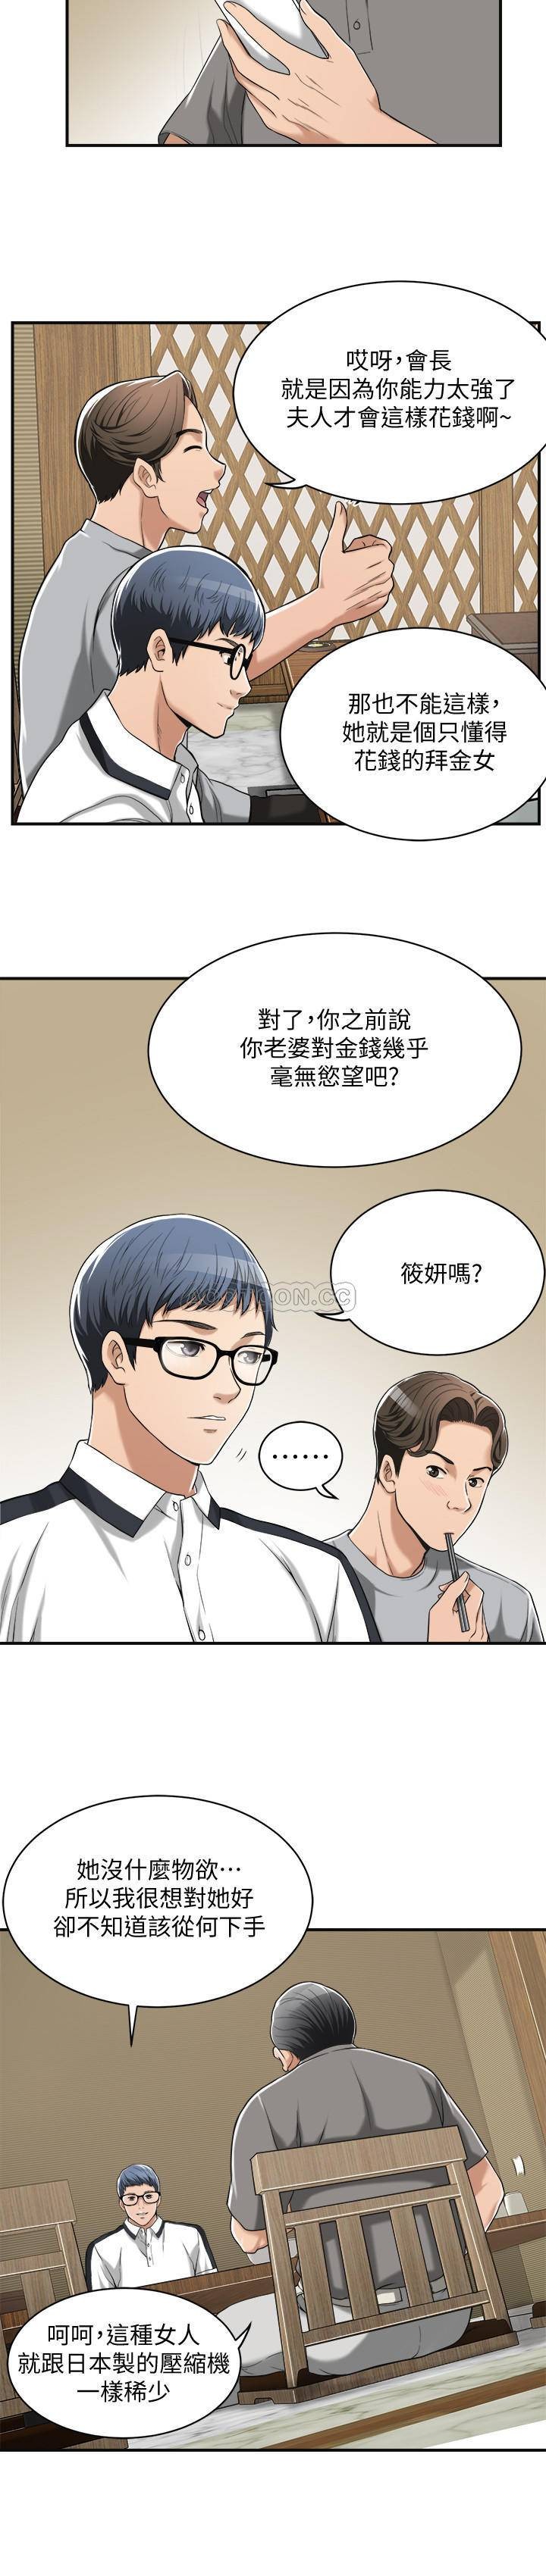 哎呀,會長
就是因為你能力太強了
夫人才會這樣花錢啊~
那也不能這樣,
她就是個只懂得
花錢的拜金女
對了,你之前說
你老婆對金錢幾乎
毫無慾望吧?
筱妍嗎?
……
她沒什麼物欲…
所以我很想對她好
卻不知道該從何下手
呵呵,這種女人
就跟日本製的壓縮機
一樣稀少